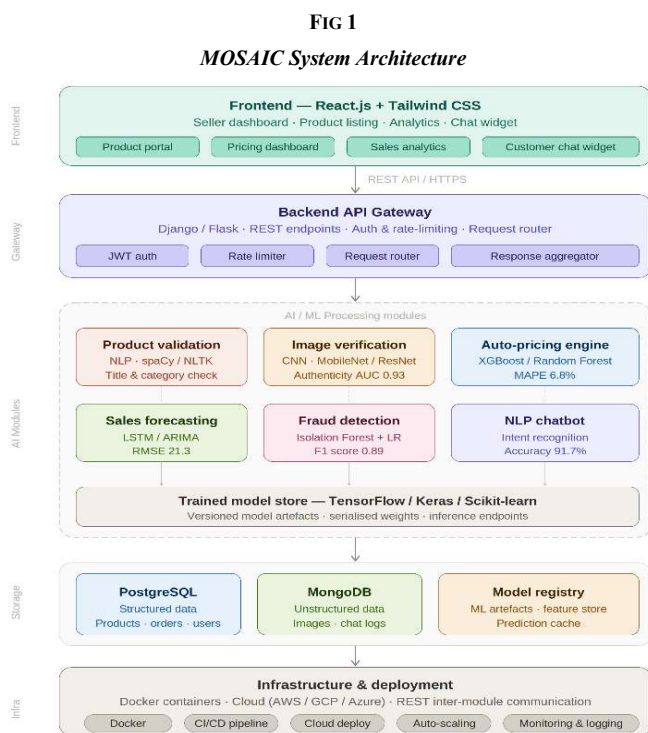 FIG 1
MOSAIC System Architecture
Frontend
Frontend — React.js + Tailwind CSS
Seller dashboard · Product listing · Analytics · Chat widget
Product portal
Pricing dashboard
Sales analytics
Customer chat widget
REST API / HTTPS
Gateway
Backend API Gateway
Django / Flask · REST endpoints · Auth & rate-limiting · Request router
JWT auth
Rate limiter
Request router
Response aggregator
AI Modules
AI / ML Processing modules
Product validation
NLP · spaCy / NLTK
Title & category check
Image verification
CNN · MobileNet / ResNet
Authenticity AUC 0.93
Auto-pricing engine
XGBoost / Random Forest
MAPE 6.8%
Sales forecasting
LSTM / ARIMA
RMSE 21.3
Fraud detection
Isolation Forest + LR
F1 score 0.89
NLP chatbot
Intent recognition
Accuracy 91.7%
Trained model store — TensorFlow / Keras / Scikit-learn
Versioned model artefacts · serialised weights · inference endpoints
Storage
PostgreSQL
Structured data
Products · orders · users
MongoDB
Unstructured data
Images · chat logs
Model registry
ML artefacts · feature store
Prediction cache
Infra
Infrastructure & deployment
Docker containers · Cloud (AWS / GCP / Azure) · REST inter-module communication
Docker
CI/CD pipeline
Cloud deploy
Auto-scaling
Monitoring & logging